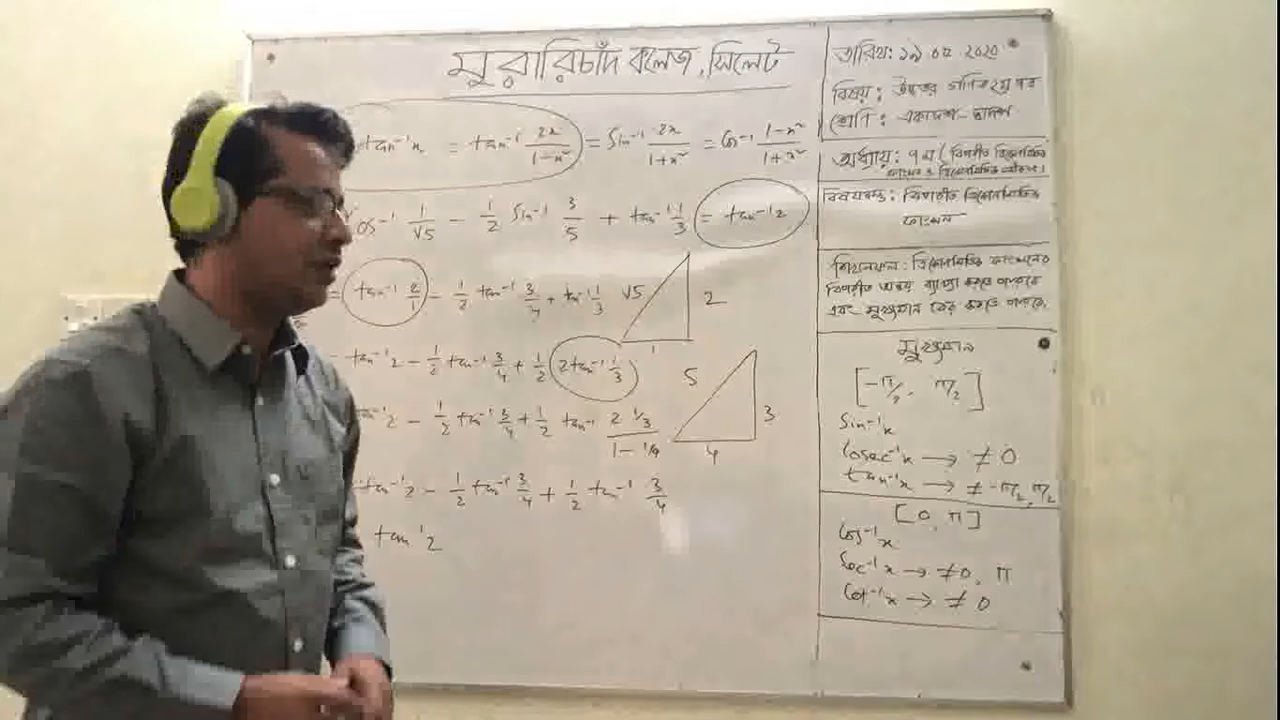 মুরারিচাঁদ কলেজ, সিলেট
tan⁻¹x = tan⁻¹ 2x/(1-x²) = Sin⁻¹ 2x/(1+x²) = Cos⁻¹ (1-x²)/(1+x²)
Cos⁻¹ 1/√5 - 1/2 Sin⁻¹ 3/5 + tan⁻¹ 1/3 = tan⁻¹2
= tan⁻¹ 2/1 = 1/2 tan⁻¹ 3/4 + tan⁻¹ 1/3
√5
2
1
tan⁻¹2 - 1/2 tan⁻¹ 3/4 + 1/2 (2tan⁻¹ 1/3)
5
3
4
tan⁻¹2 - 1/2 tan⁻¹ 3/4 + 1/2 tan⁻¹ (2 1/3)/(1 - 1/9)
tan⁻¹2 - 1/2 tan⁻¹ 3/4 + 1/2 tan⁻¹ 3/4
tan⁻¹2
তারিখ: ১৯ ০৫ ২০২০
বিষয়: উচ্চতর গণিত ২য় পত্র
শ্রেণি: একাদশ - দ্বাদশ
অধ্যায়: ৭ম (বিপরীত ত্রিকোণমিতিক
ফাংশন ও ত্রিকোণমিতিক সমীকরণ)
বিষয়বস্তু: বিপরীত ত্রিকোণমিতিক
ফাংশন
শিখনফল: ত্রিকোণমিতিক ফাংশনের
বিপরীত অন্বয় ব্যাখ্যা করতে পারবে
এবং মুখ্যমান বের করতে পারবে.
মুখ্যমান
[-π/2, π/2]
Sin⁻¹x
Cosec⁻¹x → ≠ 0
tan⁻¹x → ≠ -π/2, π/2
[0, π]
Cos⁻¹x
Sec⁻¹x → ≠0, π
Cot⁻¹x → ≠ 0